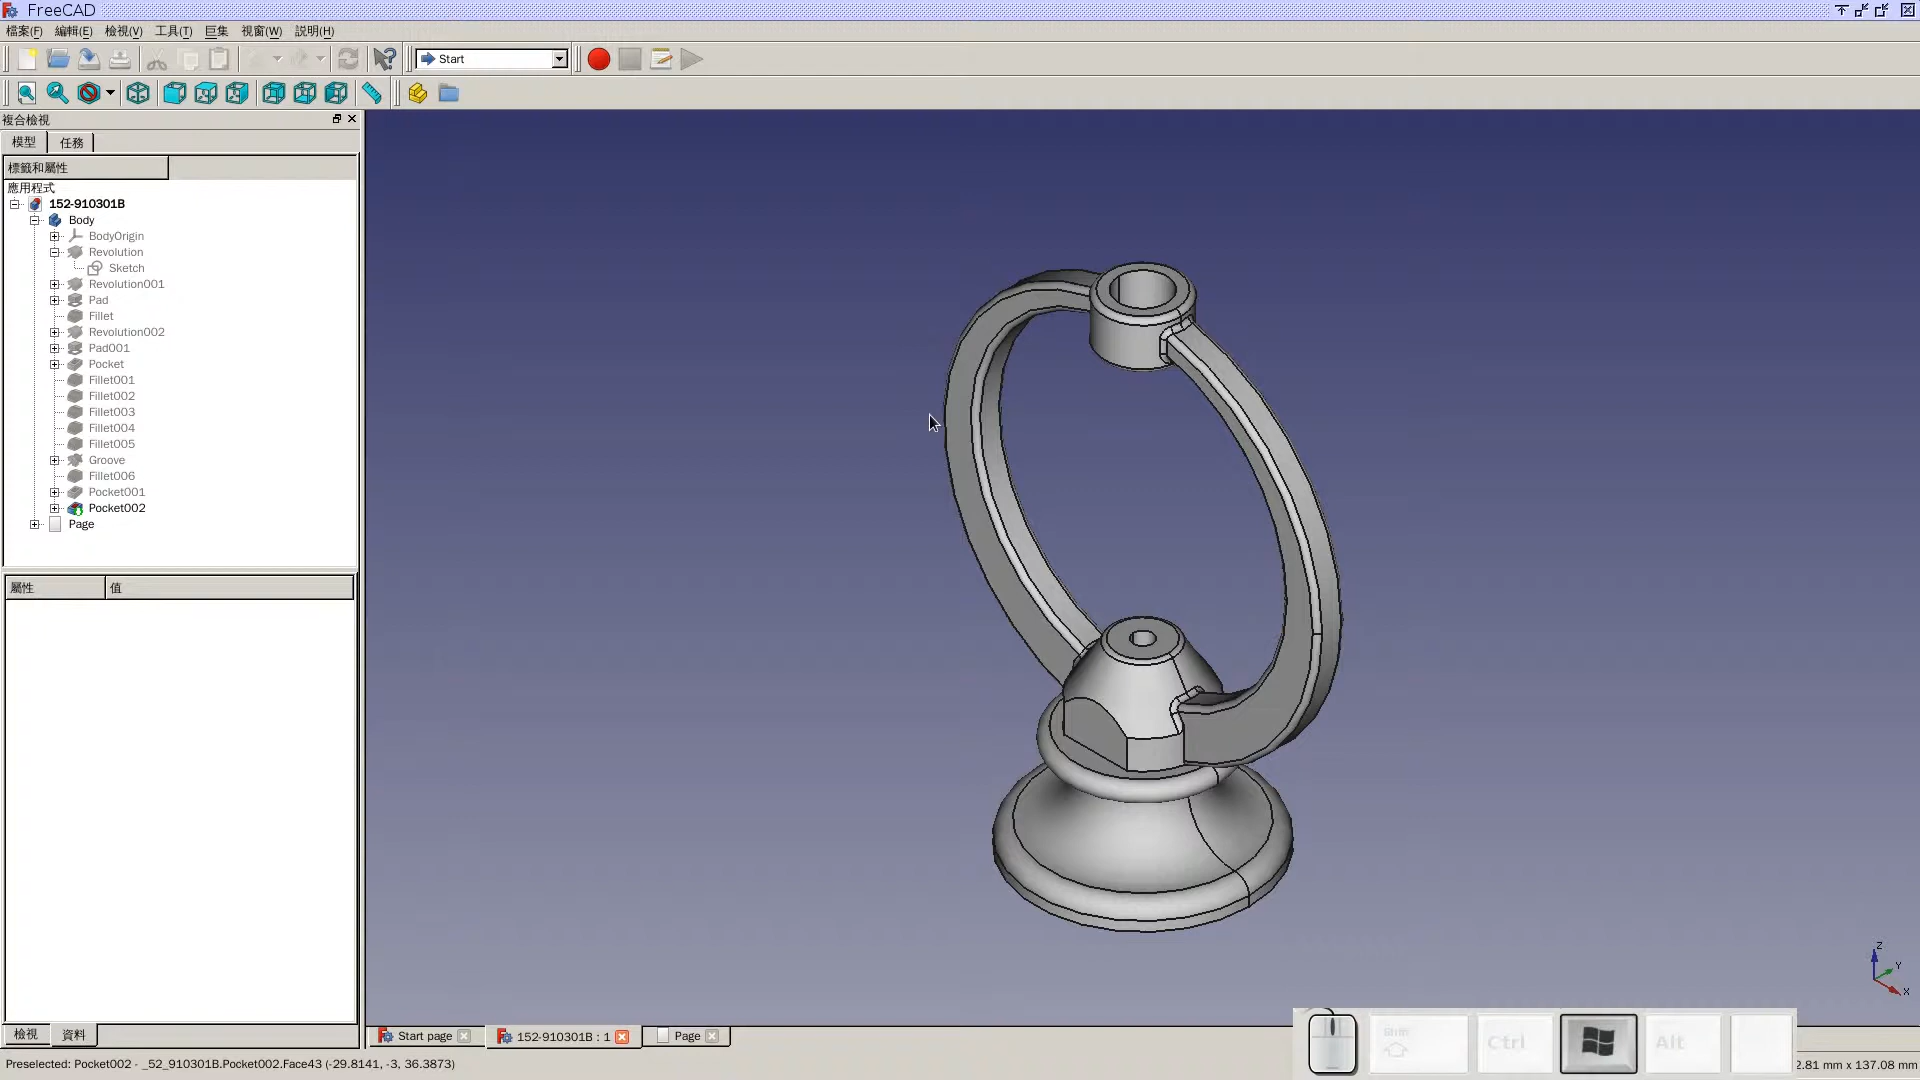 FreeCAD
檔案(F) 編輯(E) 檢視(V) 工具(T) 巨集 視窗(W) 說明(H)
Start
複合檢視
模型 任務
標籤和屬性
應用程式
152-910301B
Body
BodyOrigin
Revolution
Sketch
Revolution001
Pad
Fillet
Revolution002
Pad001
Pocket
Fillet001
Fillet002
Fillet003
Fillet004
Fillet005
Groove
Fillet006
Pocket001
Pocket002
Page
屬性 值
Z
Y
X
檢視 資料
Start page 152-910301B : 1 Page
Shift
Ctrl Alt
Preselected: Pocket002 - _52_910301B.Pocket002.Face43 (-29.8141, -3, 36.3873)
2.81 mm x 137.08 mm